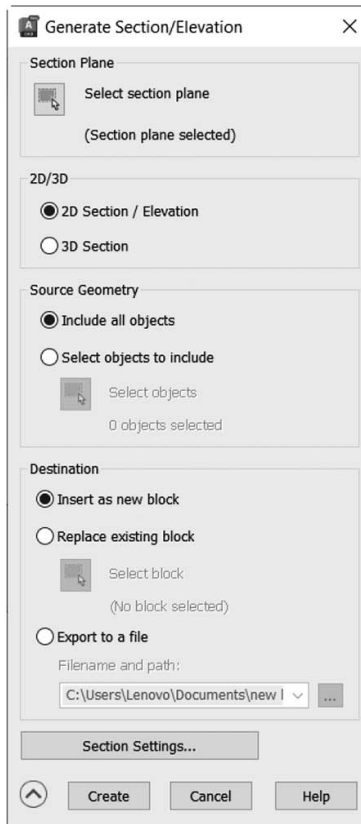 Generate Section/Elevation
Section Plane
Select section plane
(Section plane selected)
2D/3D
2D Section / Elevation
3D Section
Source Geometry
Include all objects
Select objects to include
Select objects
0 objects selected
Destination
Insert as new block
Replace existing block
Select block
(No block selected)
Export to a file
Filename and path:
C:\Users\Lenovo\Documents\new
...
Section Settings...
Create
Cancel
Help